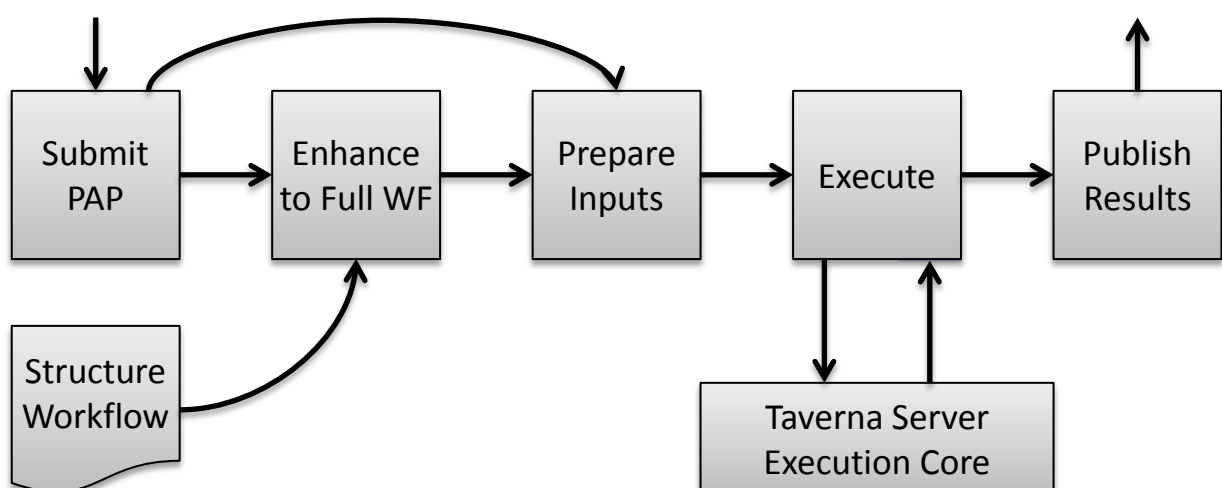 Submit
PAP
Enhance
to Full WF
Prepare
Inputs
Execute
Publish
Results
Structure
Workflow
Taverna Server
Execution Core